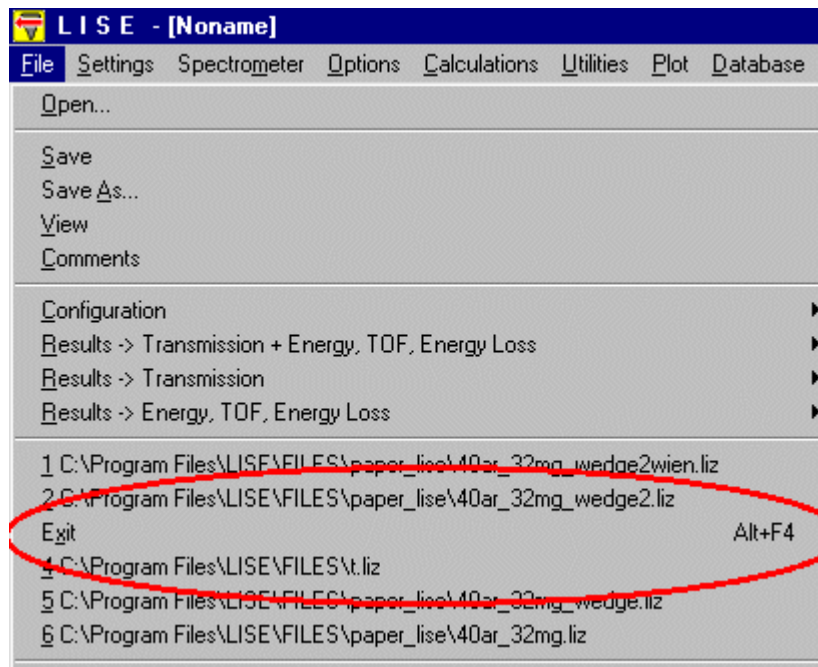 L I S E - [Noname]
File Settings Spectrometer Options Calculations Utilities Plot Database
Open...
Save
Save As...
View
Comments
Configuration
Results -> Transmission + Energy, TOF, Energy Loss
Results -> Transmission
Results -> Energy, TOF, Energy Loss
1 C:\Program Files\LISE\FILES\paper_lise\40ar_32mg_wedge2wien.liz
2 C:\Program Files\LISE\FILES\paper_lise\40ar_32mg_wedge2.liz
Exit Alt+F4
4 C:\Program Files\LISE\FILES\t.liz
5 C:\Program Files\LISE\FILES\paper_lise\40ar_32mg_wedge.liz
6 C:\Program Files\LISE\FILES\paper_lise\40ar_32mg.liz